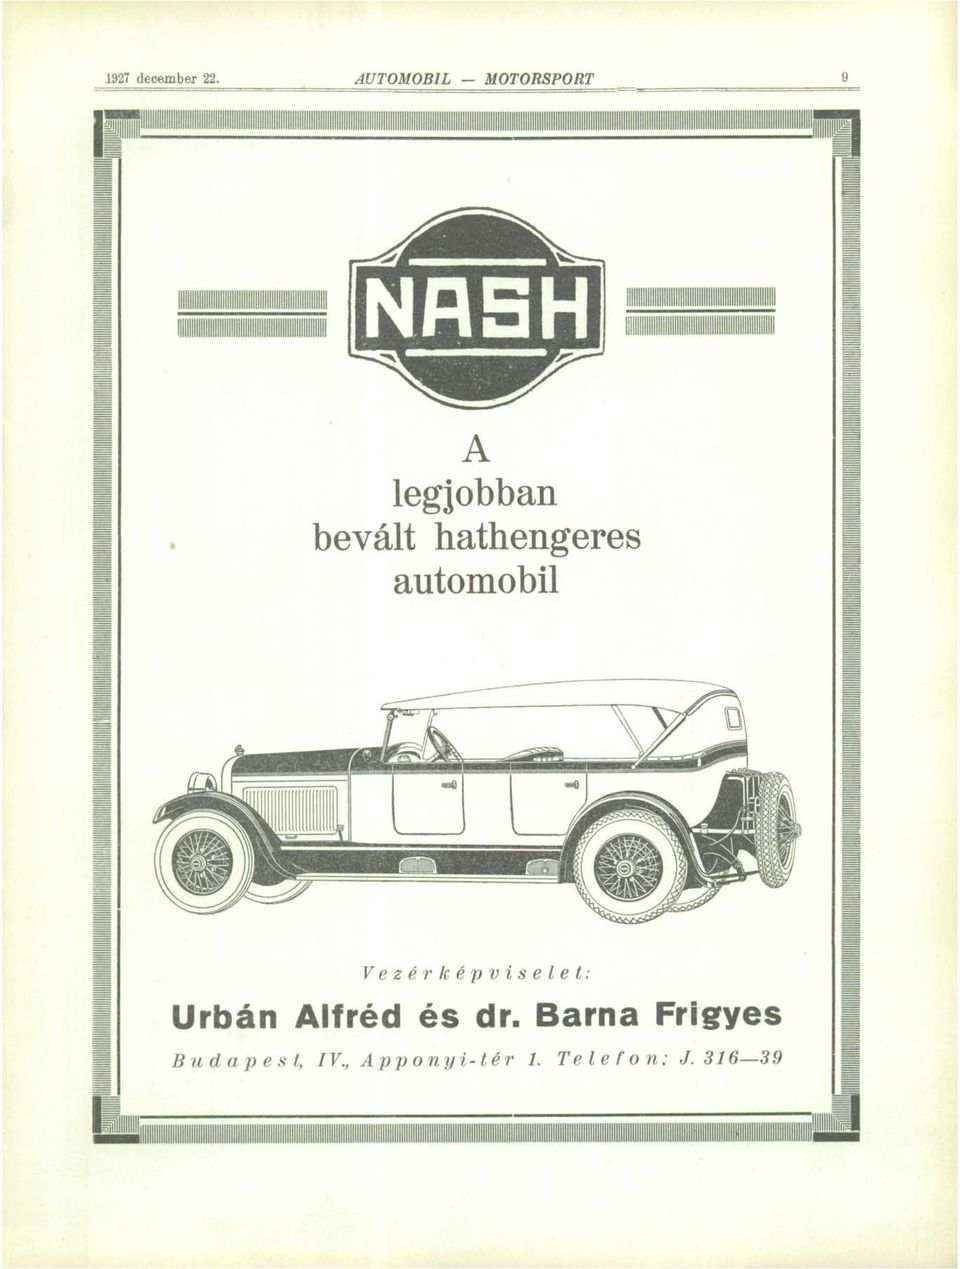 1927 december 22. AUTOMOBIL — MOTORSPORT 9
NASH
A
legjobban
bevált hathengeres
automobil
Vezérképviselet:
Urbán Alfréd és dr. Barna Frigyes
Budapest, IV., Apponyi-tér 1. Telefon: J. 316—39